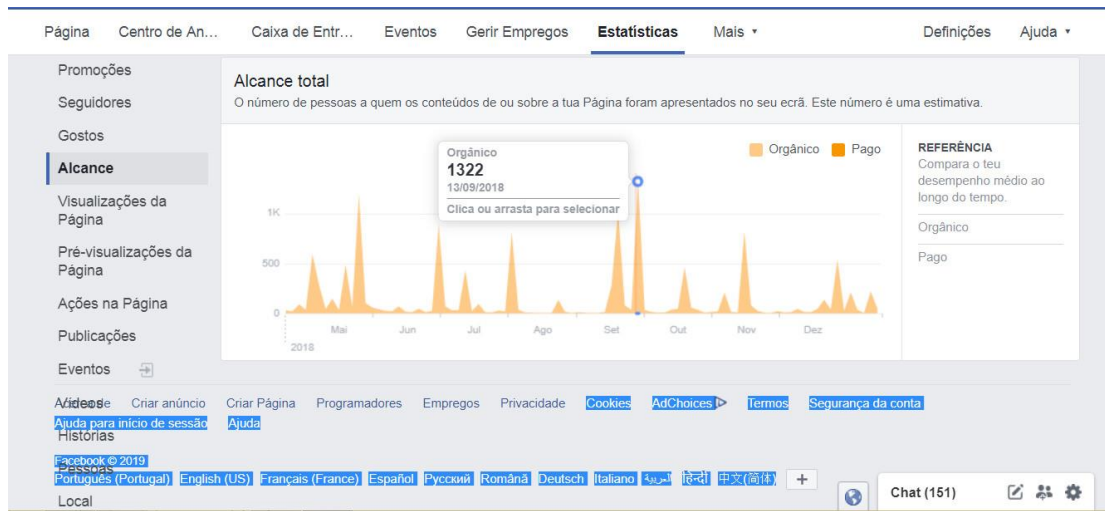 Página Centro de An... Caixa de Entr... Eventos Gerir Empregos Estatísticas Mais Definições Ajuda
Promoções
Seguidores
Gostos
Alcance
Visualizações da
Página
Pré-visualizações da
Página
Ações na Página
Publicações
Eventos
Vídeos
Histórias
Pessoas
Local
Alcance total
O número de pessoas a quem os conteúdos de ou sobre a tua Página foram apresentados no seu ecrã. Este número é uma estimativa.
Orgânico Pago
Orgânico
1322
13/09/2018
Clica ou arrasta para selecionar
1K
500
0
Mai Jun Jul Ago Set Out Nov Dez
2018
REFERÊNCIA
Compara o teu
desempenho médio ao
longo do tempo.
Orgânico
Pago
Criar anúncio Criar Página Programadores Empregos Privacidade Cookies AdChoices Termos Segurança da conta
Ajuda para início de sessão Ajuda
Facebook © 2019
Português (Portugal) English (US) Français (France) Español Русский Română Deutsch Italiano العربية हिन्दी 中文(简体) +
Chat (151)